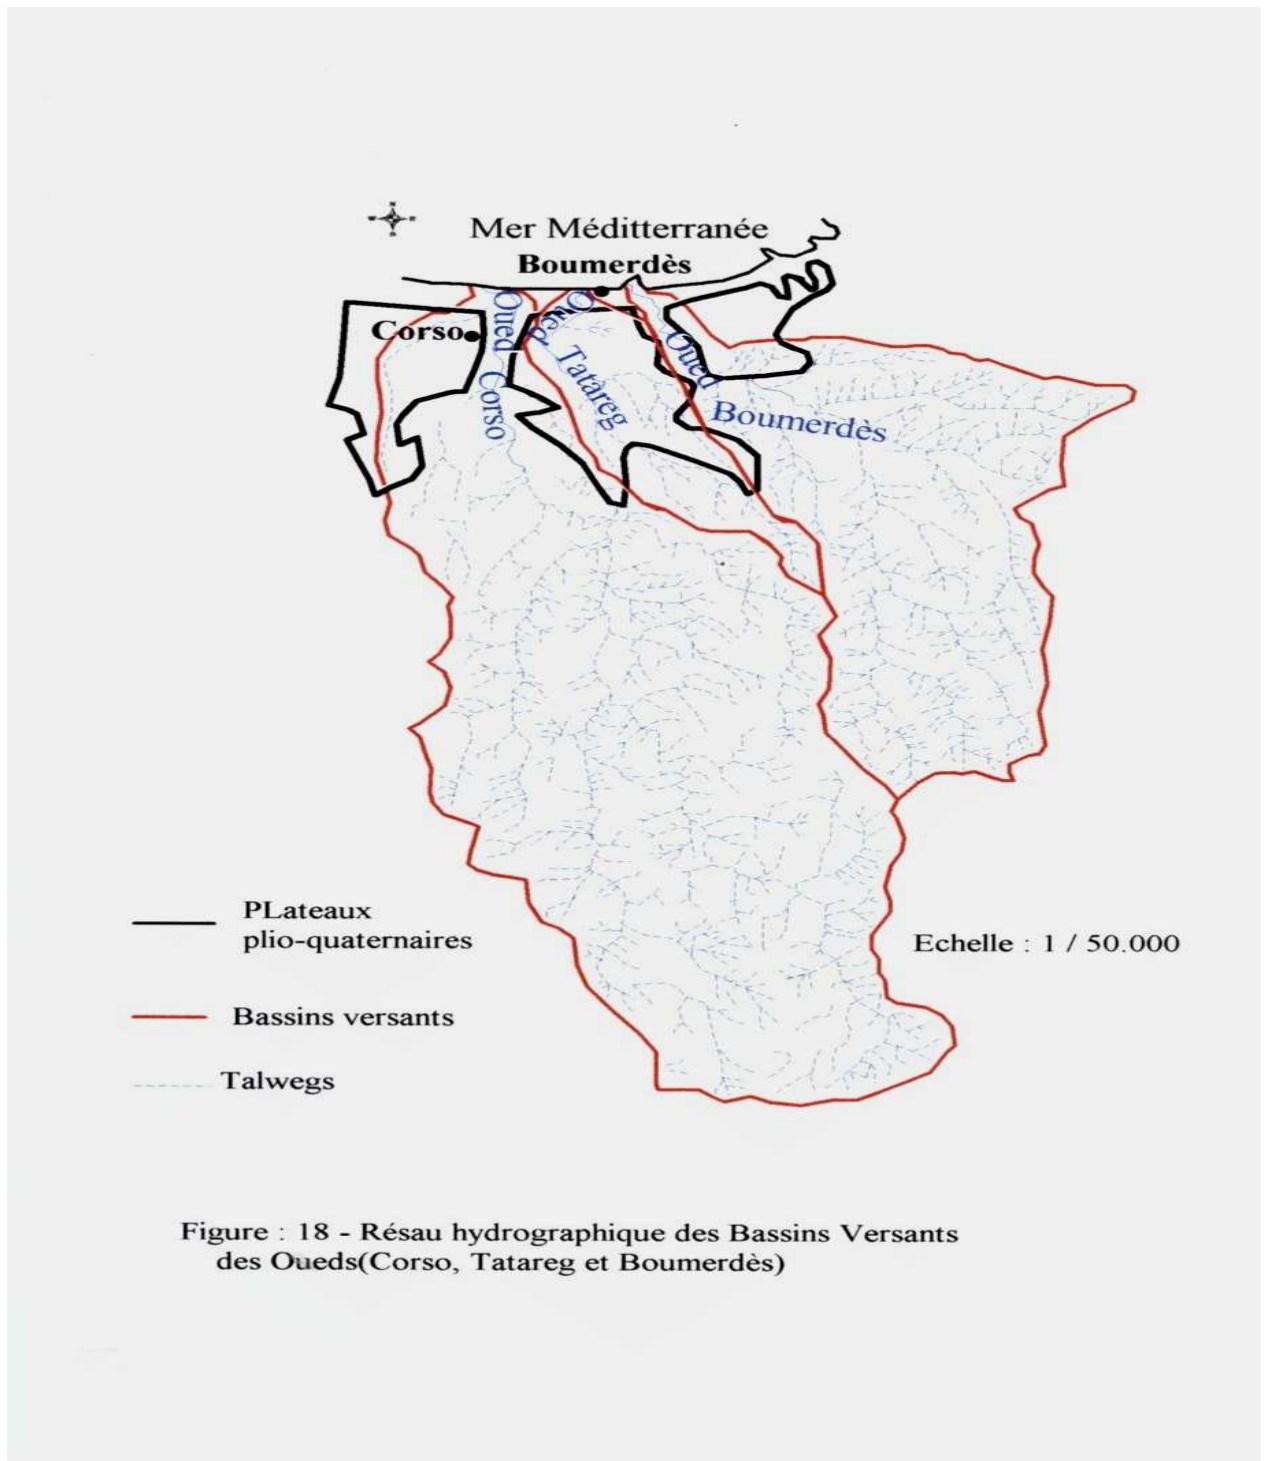 N
W E
S
Mer Méditterranée
Boumerdès
Corso
Oued Corso
Oued Tatareg
Oued Boumerdès
PLateaux
plio-quaternaires
Echelle : 1 / 50.000
Bassins versants
Talwegs
Figure : 18 - Résau hydrographique des Bassins Versants
des Oueds(Corso, Tatareg et Boumerdès)